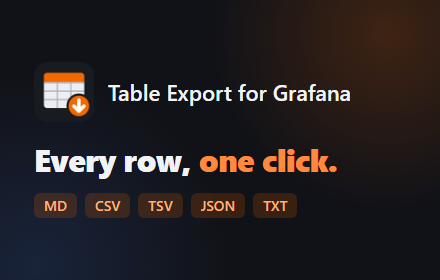 Table Export for Grafana
Every row, one click.
MD CSV TSV JSON TXT